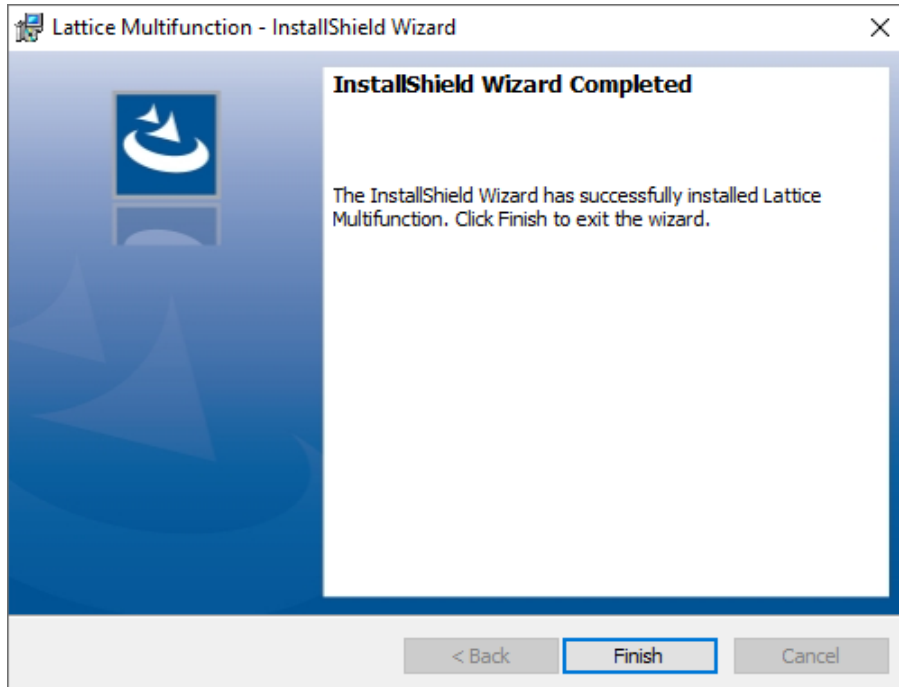 Lattice Multifunction - InstallShield Wizard
InstallShield Wizard Completed
The InstallShield Wizard has successfully installed Lattice
Multifunction. Click Finish to exit the wizard.
< Back
Finish
Cancel